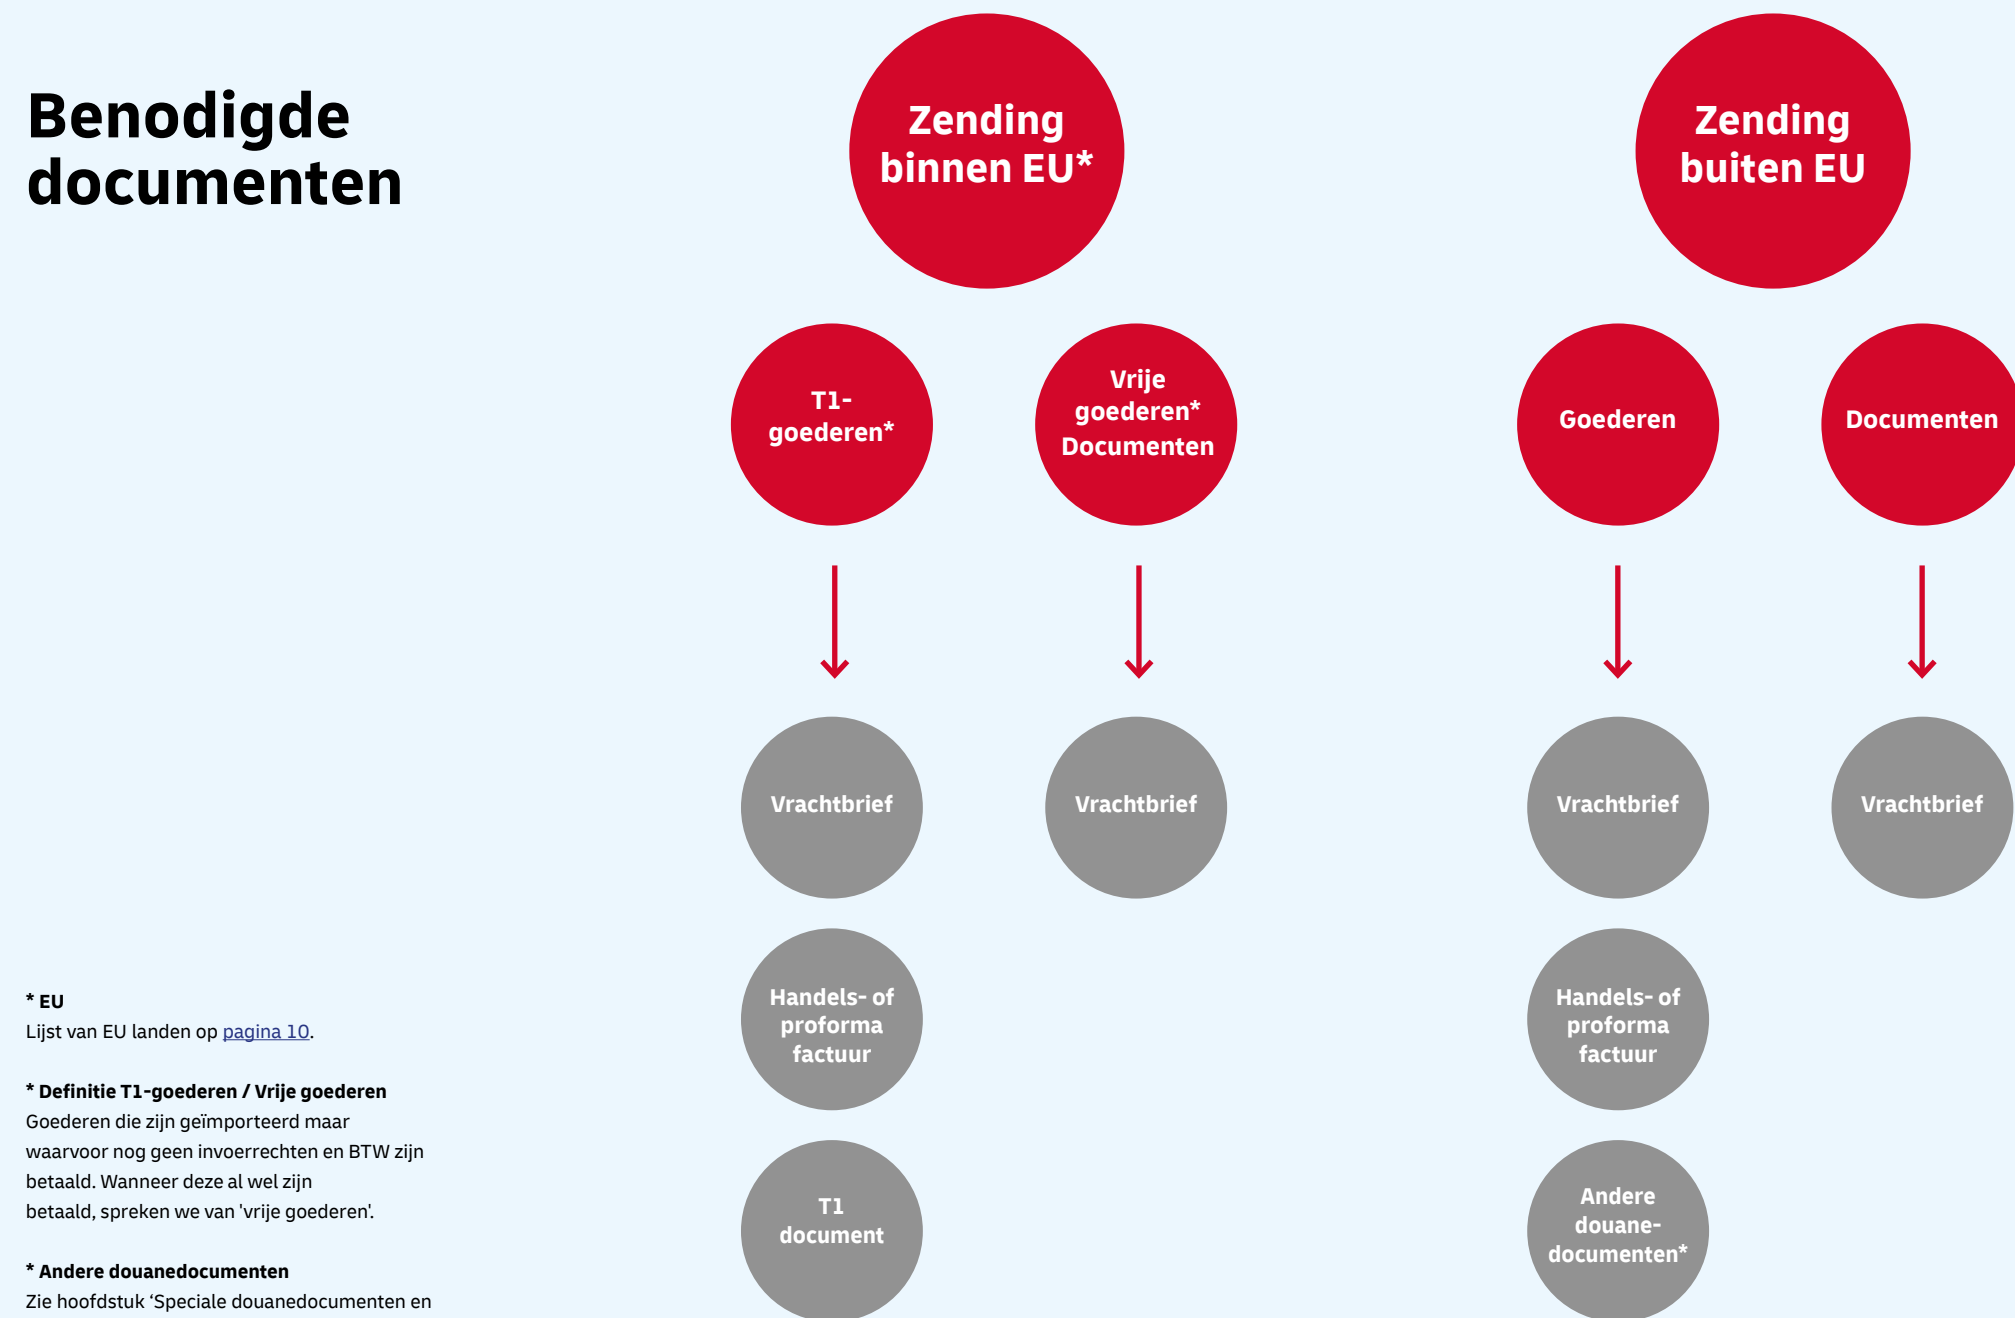 Benodigde
documenten
Zending
binnen EU*
Zending
buiten EU
T1-
goederen*
Vrije
goederen*
Documenten
Goederen
Documenten
Vrachtbrief
Vrachtbrief
Vrachtbrief
Vrachtbrief
Handels- of
proforma
factuur
Handels- of
proforma
factuur
T1
document
Andere
douane-
documenten*
* EU
Lijst van EU landen op pagina 10.
* Definitie T1-goederen / Vrije goederen
Goederen die zijn geïmporteerd maar
waarvoor nog geen invoerrechten en BTW zijn
betaald. Wanneer deze al wel zijn
betaald, spreken we van 'vrije goederen'.
* Andere douanedocumenten
Zie hoofdstuk ‘Speciale douanedocumenten en